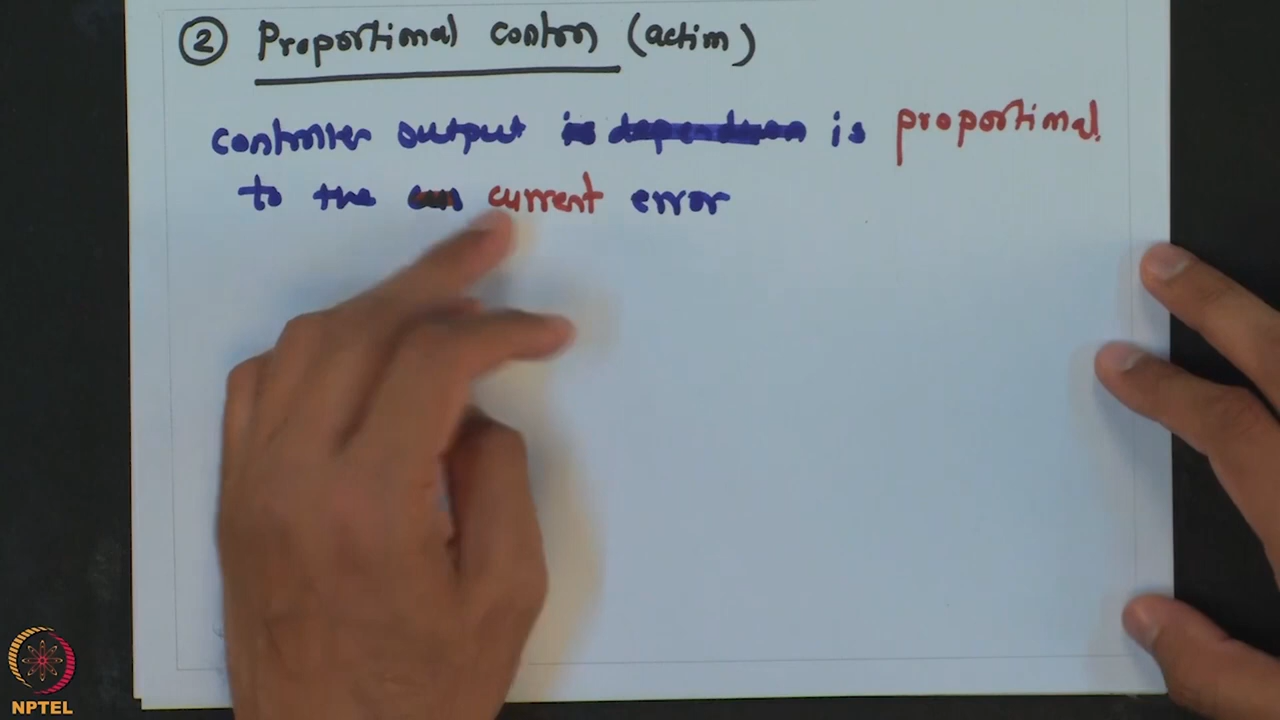 ② Proportional control (action)
controller output is proportional
to the current error
NPTEL